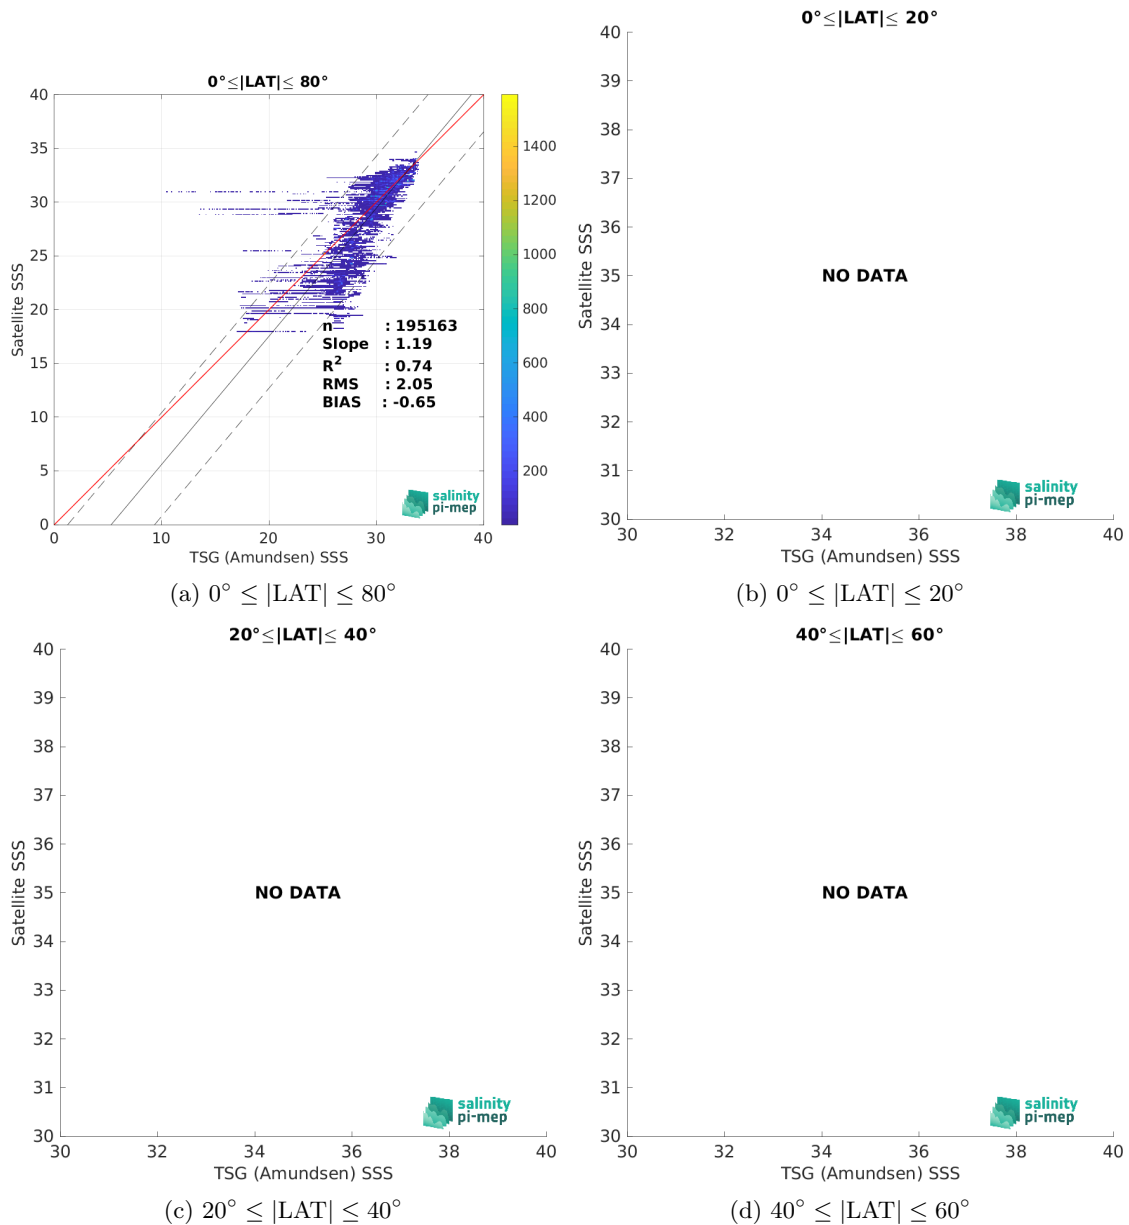 0°≤|LAT|≤ 80°
40
35
30
25
20
15
10
5
0
Satellite SSS
n : 195163
Slope : 1.19
R² : 0.74
RMS : 2.05
BIAS : -0.65
salinity
pi-mep
0 10 20 30 40
TSG (Amundsen) SSS
1400
1200
1000
800
600
400
200
(a) 0° ≤ |LAT| ≤ 80°
0°≤|LAT|≤ 20°
40
39
38
37
36
35
34
33
32
31
30
Satellite SSS
NO DATA
salinity
pi-mep
30 32 34 36 38 40
TSG (Amundsen) SSS
(b) 0° ≤ |LAT| ≤ 20°
20°≤|LAT|≤ 40°
40
39
38
37
36
35
34
33
32
31
30
Satellite SSS
NO DATA
salinity
pi-mep
30 32 34 36 38 40
TSG (Amundsen) SSS
(c) 20° ≤ |LAT| ≤ 40°
40°≤|LAT|≤ 60°
40
39
38
37
36
35
34
33
32
31
30
Satellite SSS
NO DATA
salinity
pi-mep
30 32 34 36 38 40
TSG (Amundsen) SSS
(d) 40° ≤ |LAT| ≤ 60°